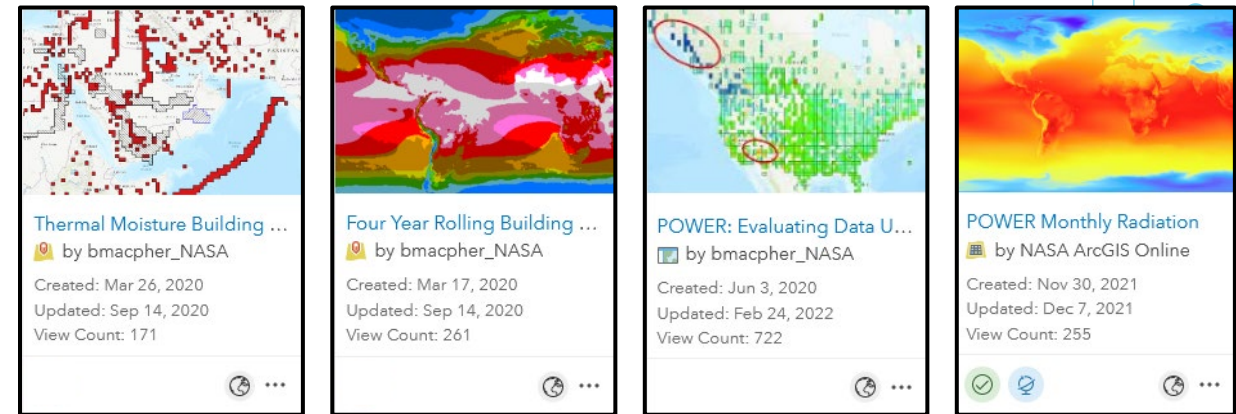 Thermal Moisture Building ...
by bmacpher_NASA
Created: Mar 26, 2020
Updated: Sep 14, 2020
View Count: 171
Four Year Rolling Building ...
by bmacpher_NASA
Created: Mar 17, 2020
Updated: Sep 14, 2020
View Count: 261
POWER: Evaluating Data U...
by bmacpher_NASA
Created: Jun 3, 2020
Updated: Feb 24, 2022
View Count: 722
POWER Monthly Radiation
by NASA ArcGIS Online
Created: Nov 30, 2021
Updated: Dec 7, 2021
View Count: 255